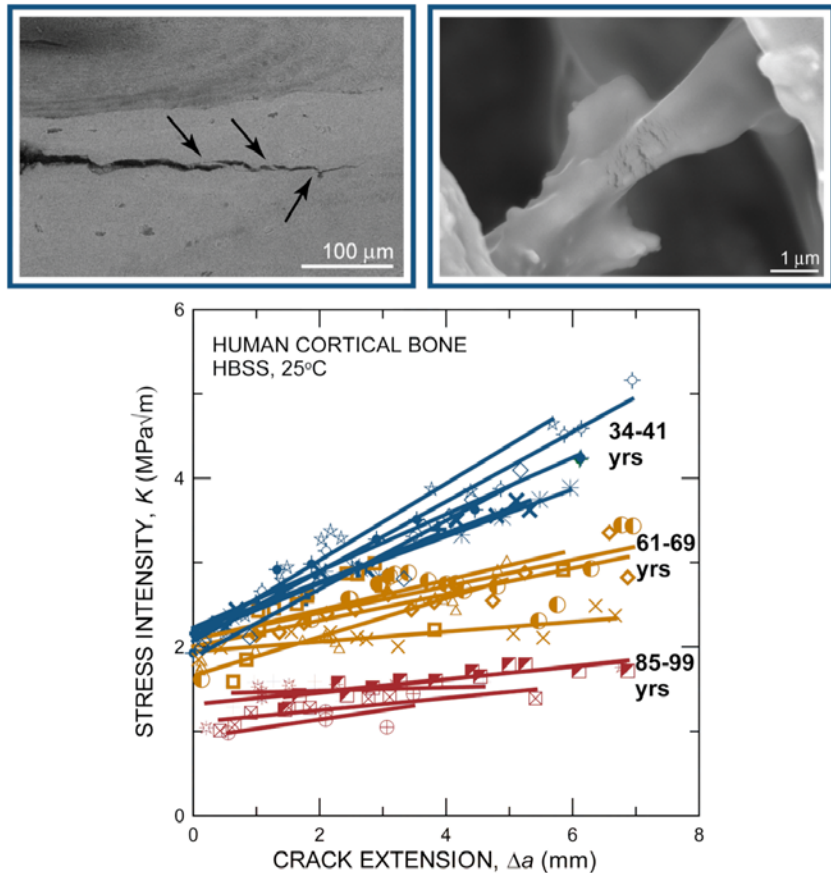 100 μm
1 μm
HUMAN CORTICAL BONE
HBSS, 25°C
STRESS INTENSITY, K (MPa√m)
6
4
2
0
34-41
yrs
61-69
yrs
85-99
yrs
0 2 4 6 8
CRACK EXTENSION, Δa (mm)